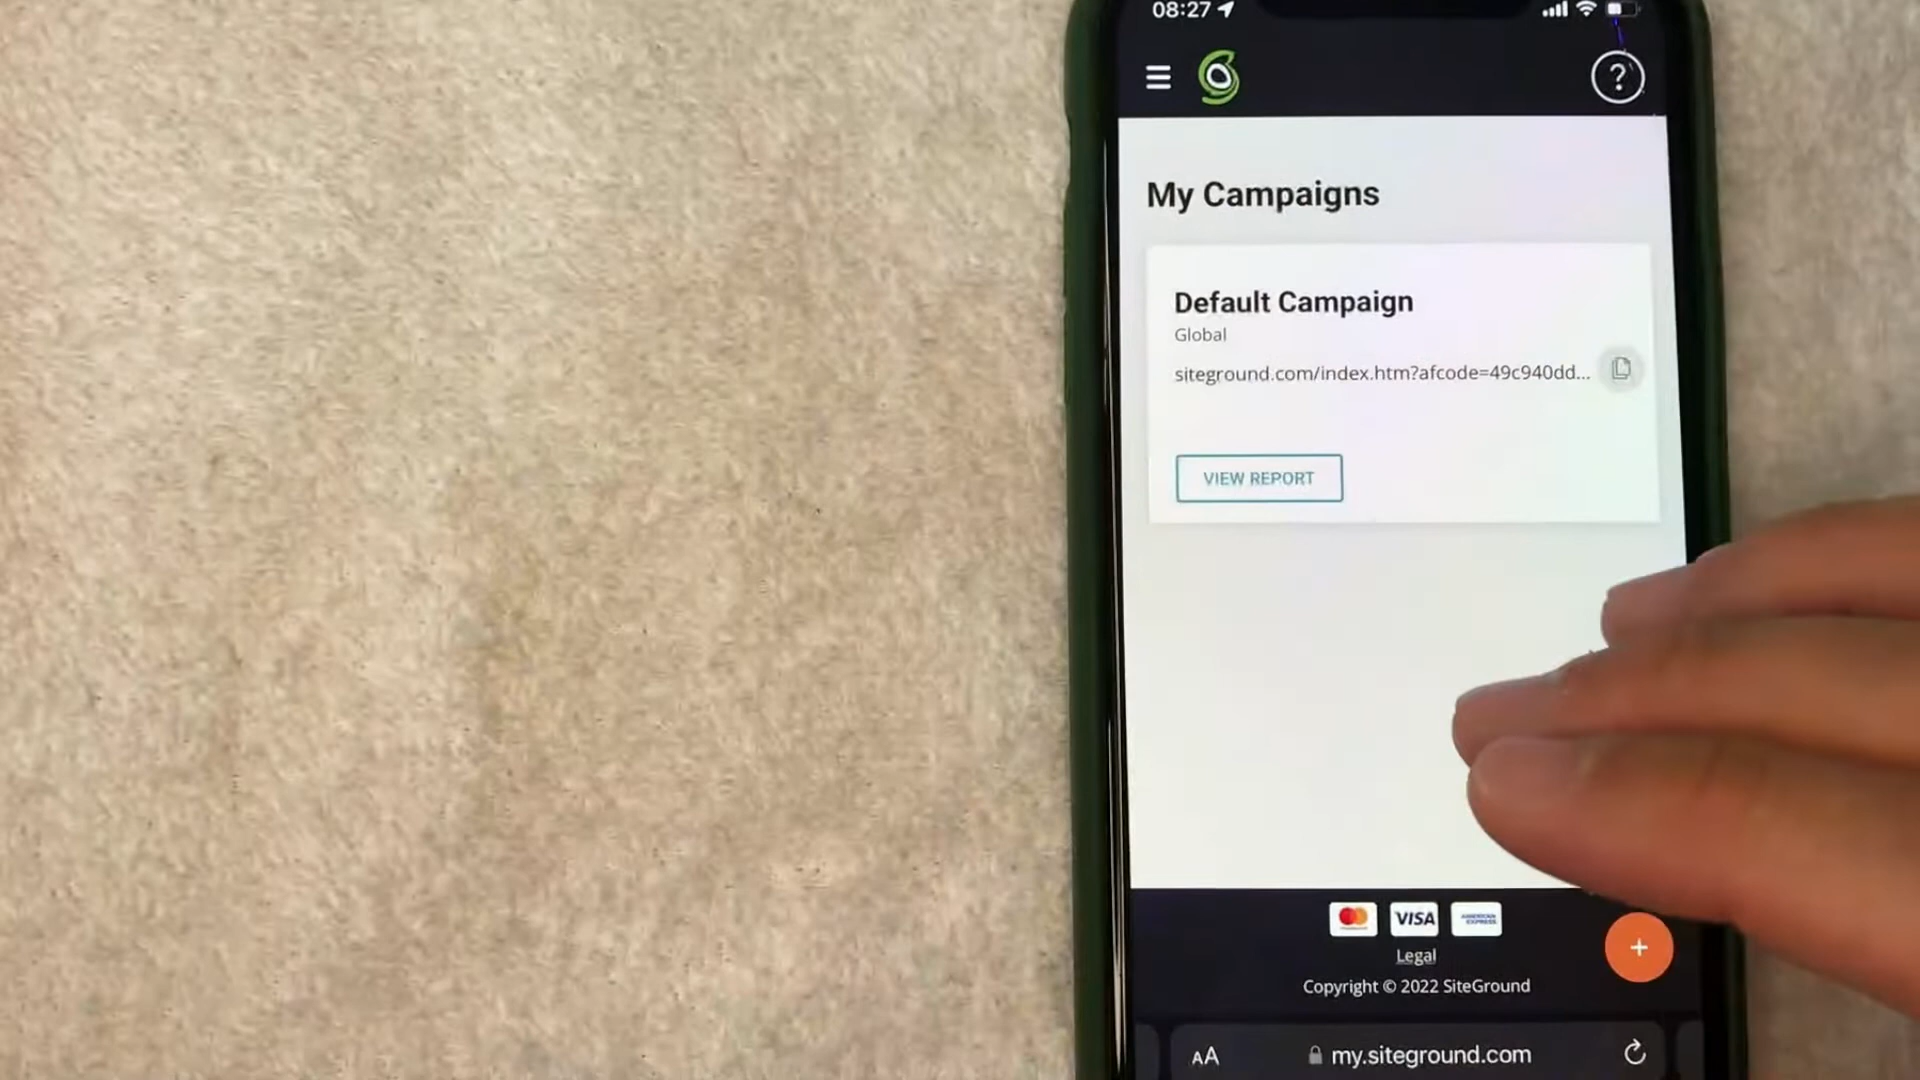 08:27
?
My Campaigns
Default Campaign
Global
siteground.com/index.htm?afcode=49c940dd...
VIEW REPORT
VISA
AMERICAN EXPRESS
+
Legal
Copyright © 2022 SiteGround
AA my.siteground.com